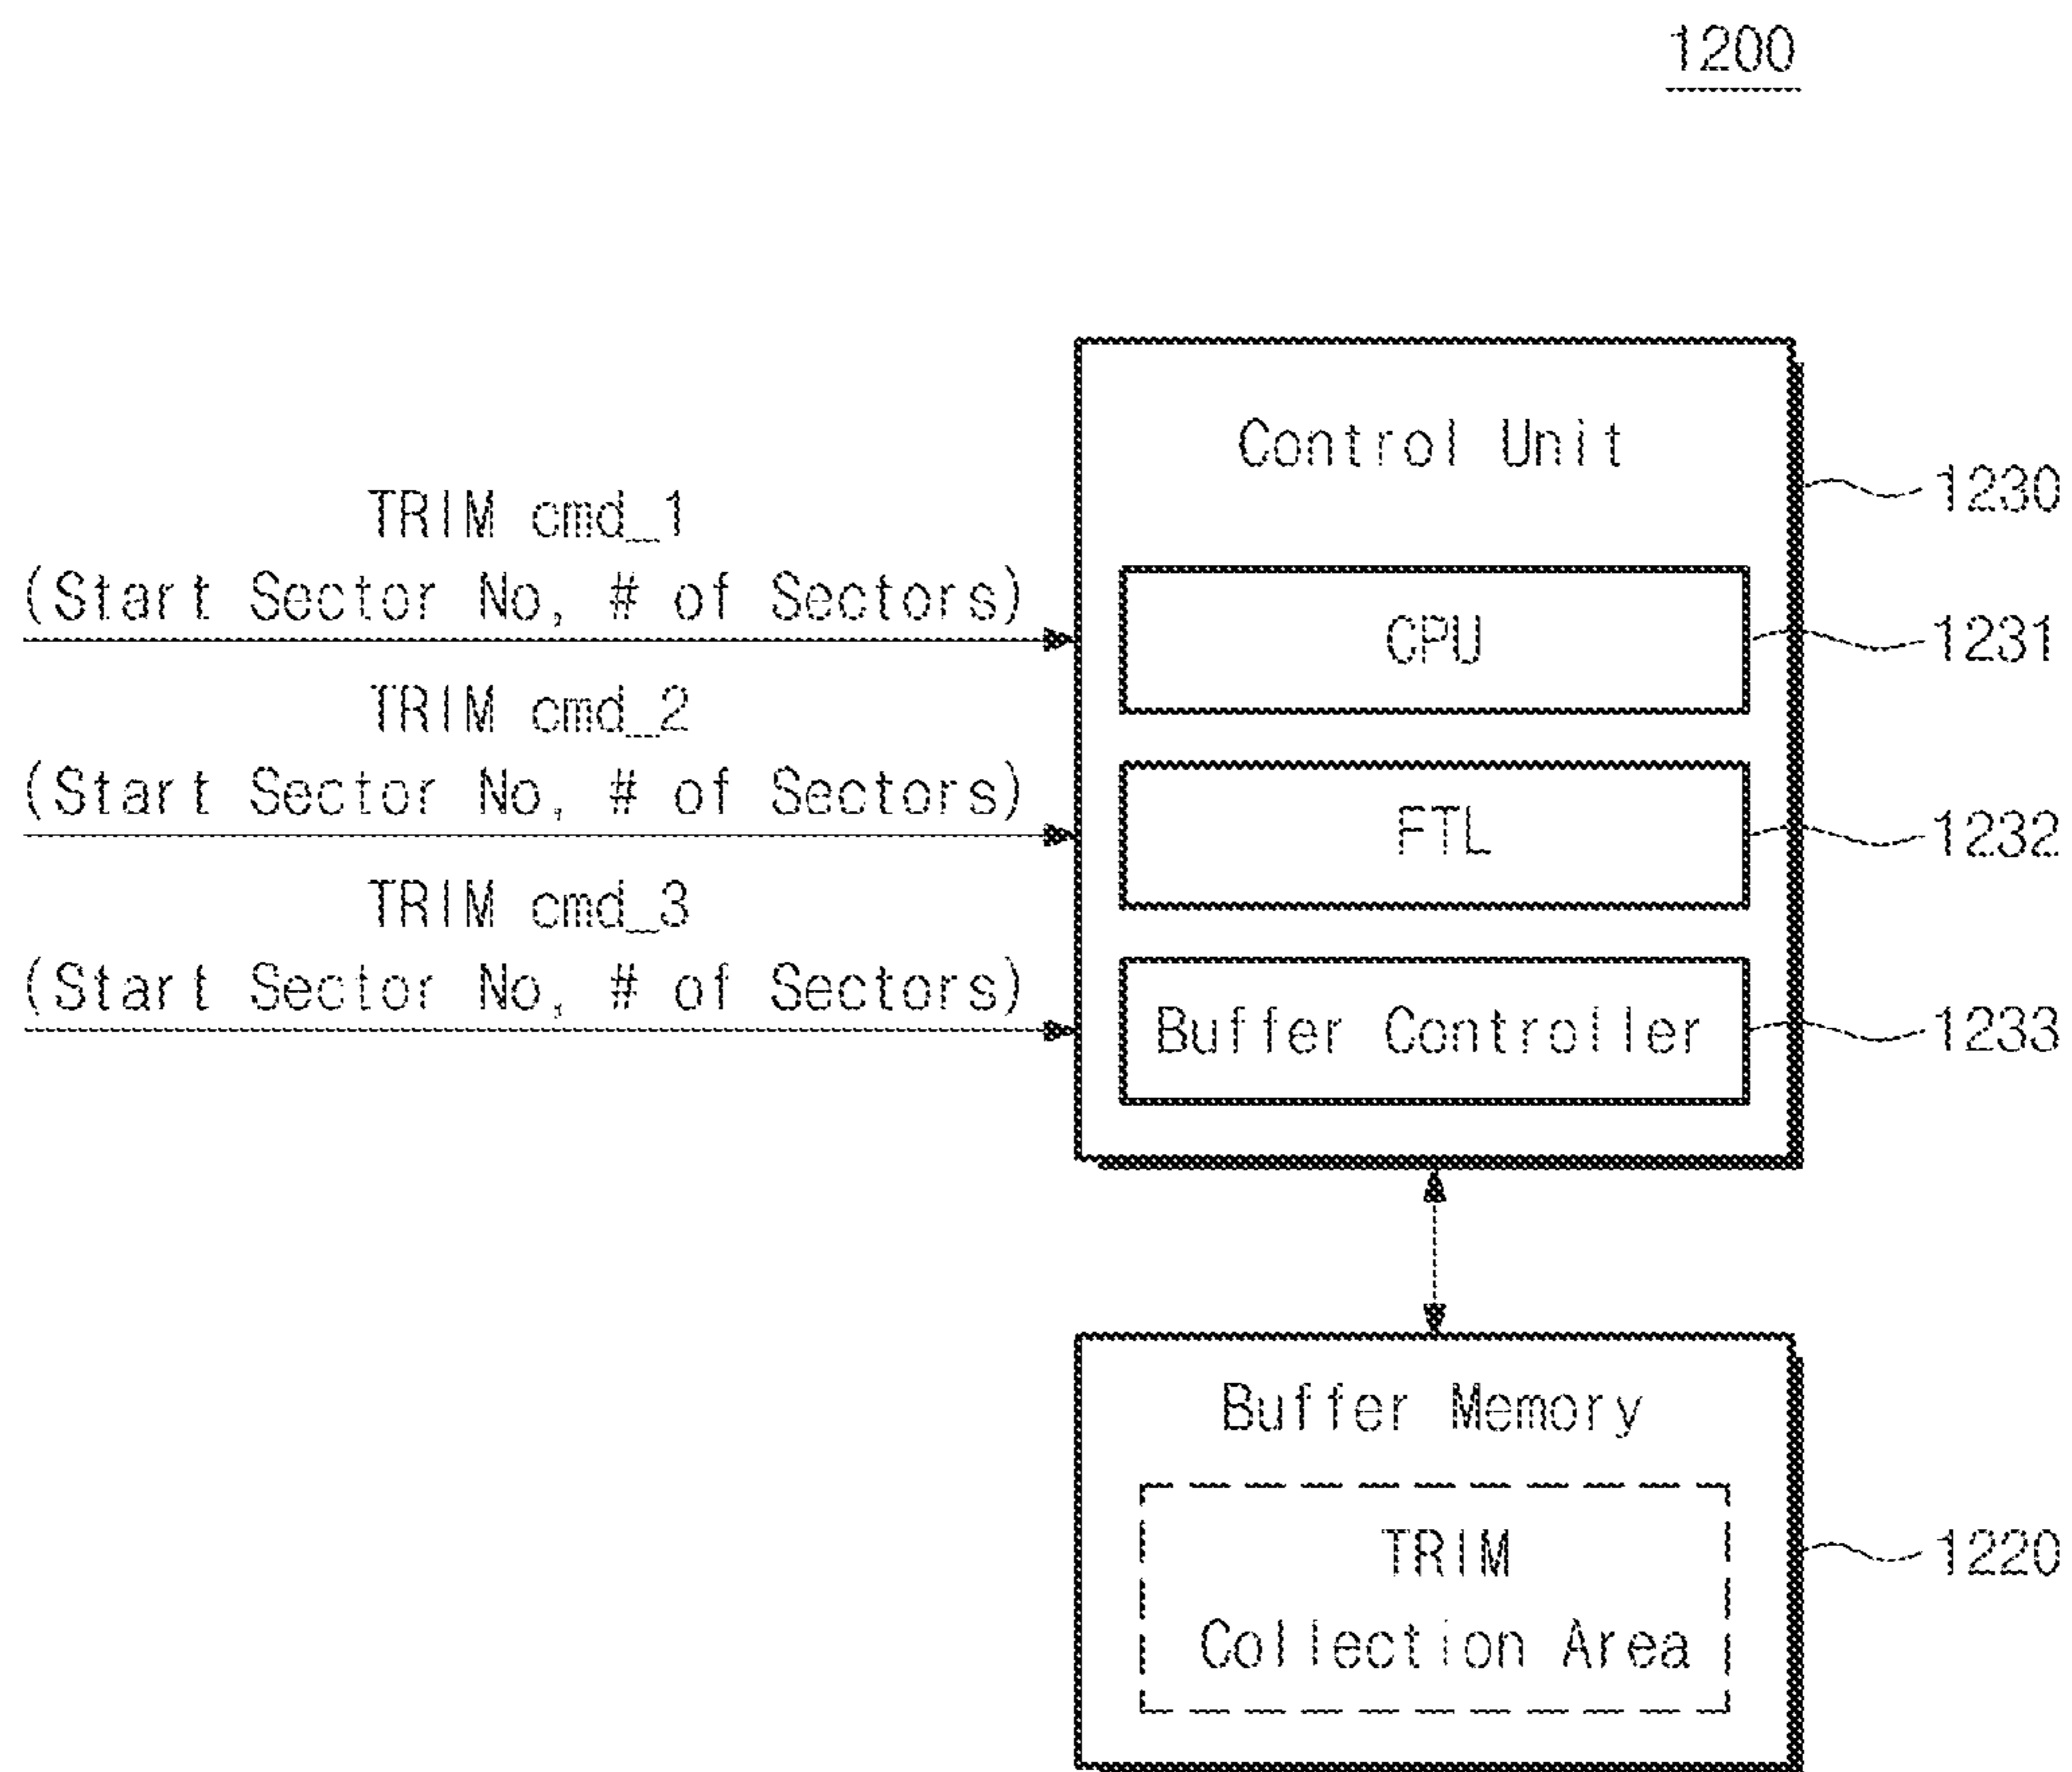 1200
Control Unit
1230
TRIM cmd_1
(Start Sector No, # of Sectors)
CPU
1231
TRIM cmd_2
(Start Sector No, # of Sectors)
FTL
1232
TRIM cmd_3
(Start Sector No, # of Sectors)
Buffer Controller
1233
Buffer Memory
TRIM
Collection Area
1220